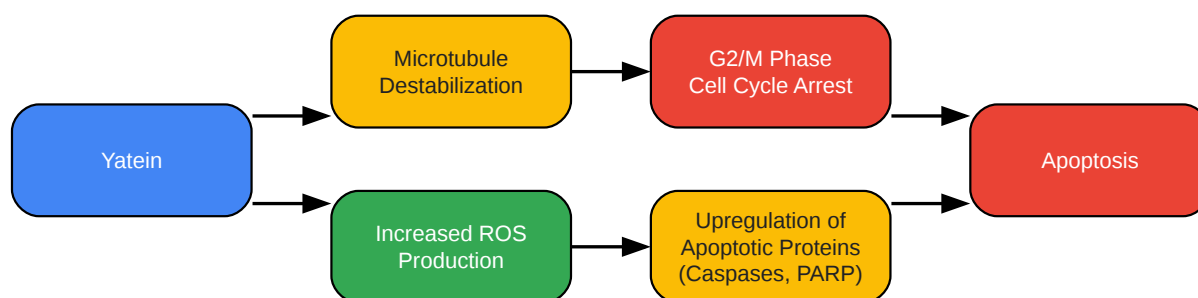 Yatein
Microtubule
Destabilization
G2/M Phase
Cell Cycle Arrest
Increased ROS
Production
Upregulation of
Apoptotic Proteins
(Caspases, PARP)
Apoptosis